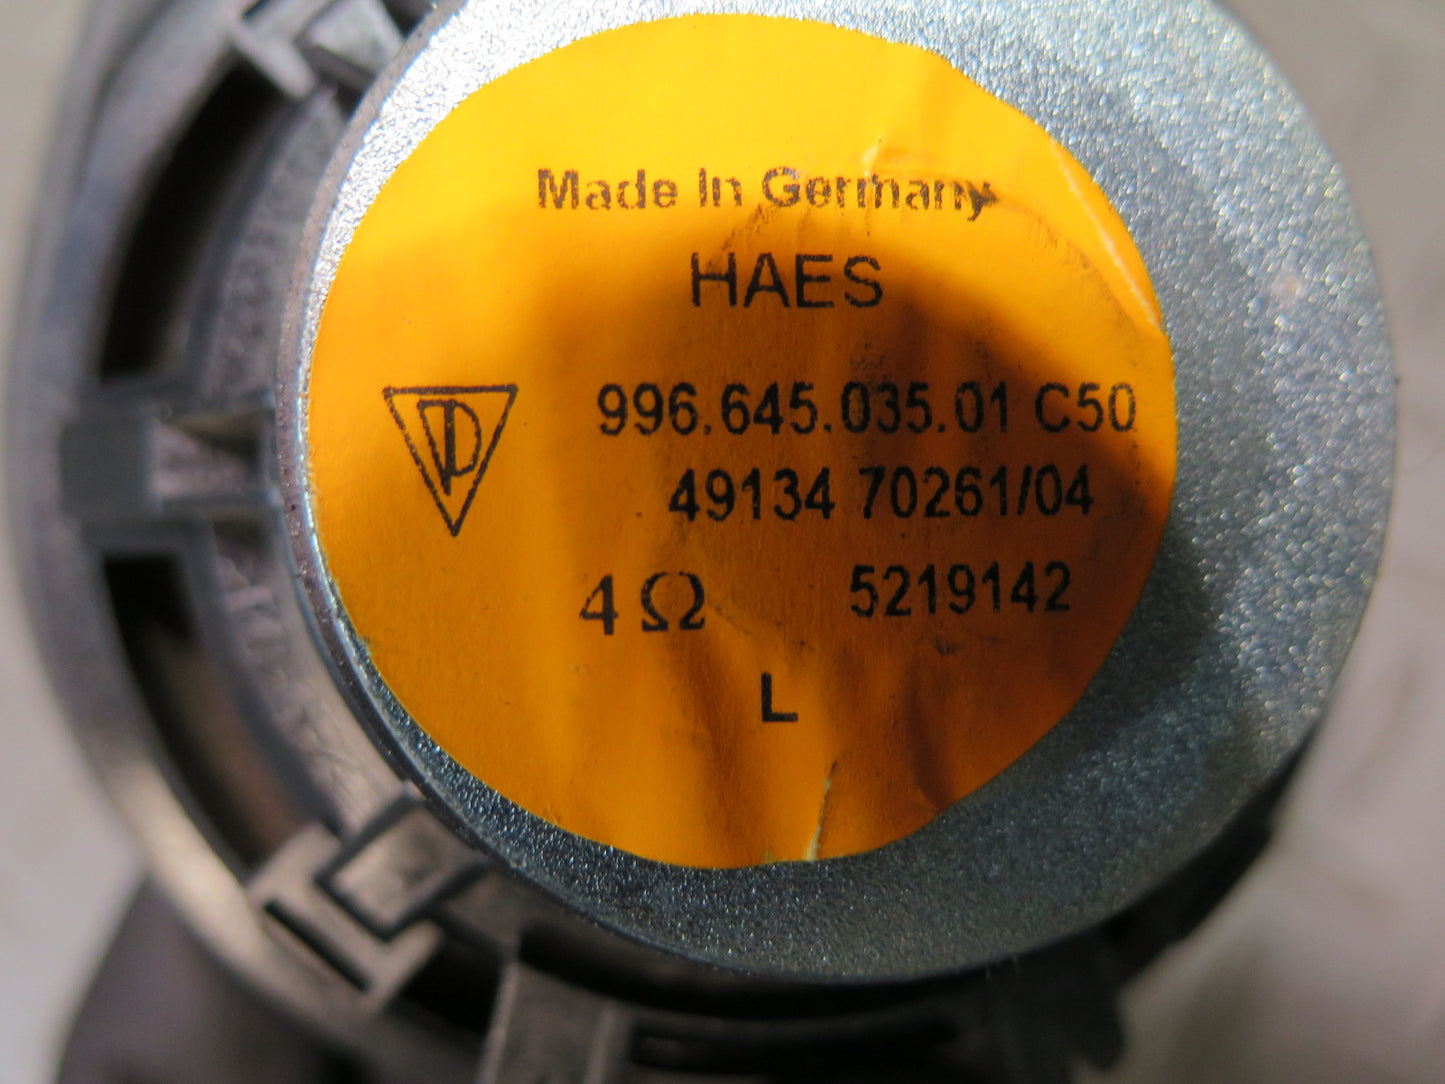 Made In Germany
HAES
996.645.035.01 C50
49134 70261/04
4 Ω 5219142
L